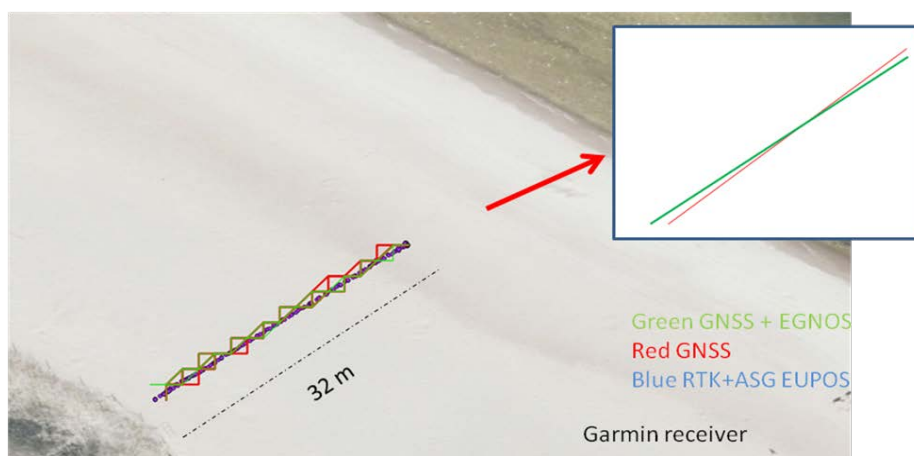 32 m
Green GNSS + EGNOS
Red GNSS
Blue RTK+ASG EUPOS
Garmin receiver